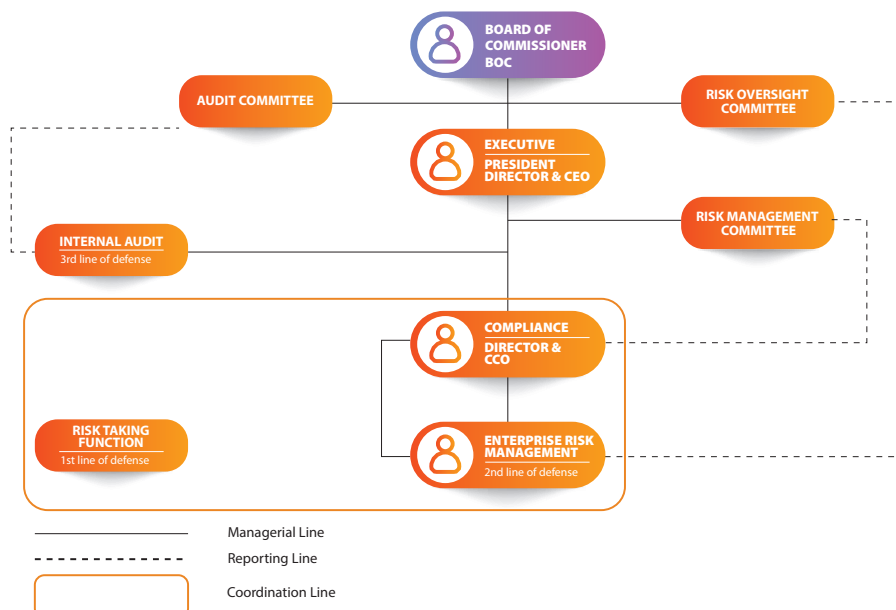 BOARD OF
COMMISSIONER
BOC
AUDIT COMMITTEE
RISK OVERSIGHT
COMMITTEE
EXECUTIVE
PRESIDENT
DIRECTOR & CEO
RISK MANAGEMENT
COMMITTEE
INTERNAL AUDIT
3rd line of defense
COMPLIANCE
DIRECTOR &
CCO
RISK TAKING
FUNCTION
1st line of defense
ENTERPRISE RISK
MANAGEMENT
2nd line of defense
Managerial Line
Reporting Line
Coordination Line